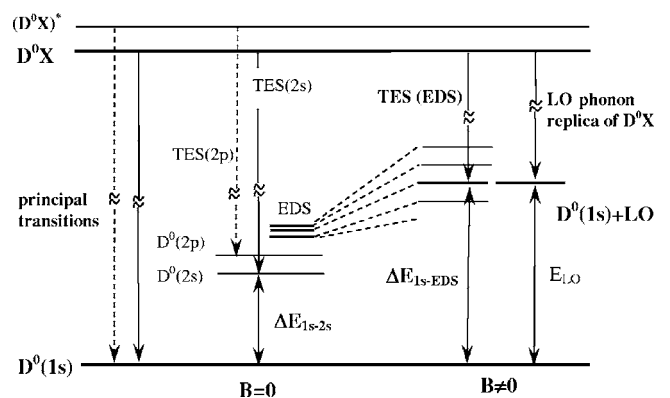 (D⁰X)*
D⁰X
TES(2s)
TES (EDS)
LO phonon
replica of D⁰X
TES(2p)
principal
transitions
EDS
D⁰(2p)
D⁰(2s)
D⁰(1s)+LO
ΔE1s-2s
ΔE1s-EDS
ELO
D⁰(1s)
B=0
B≠0